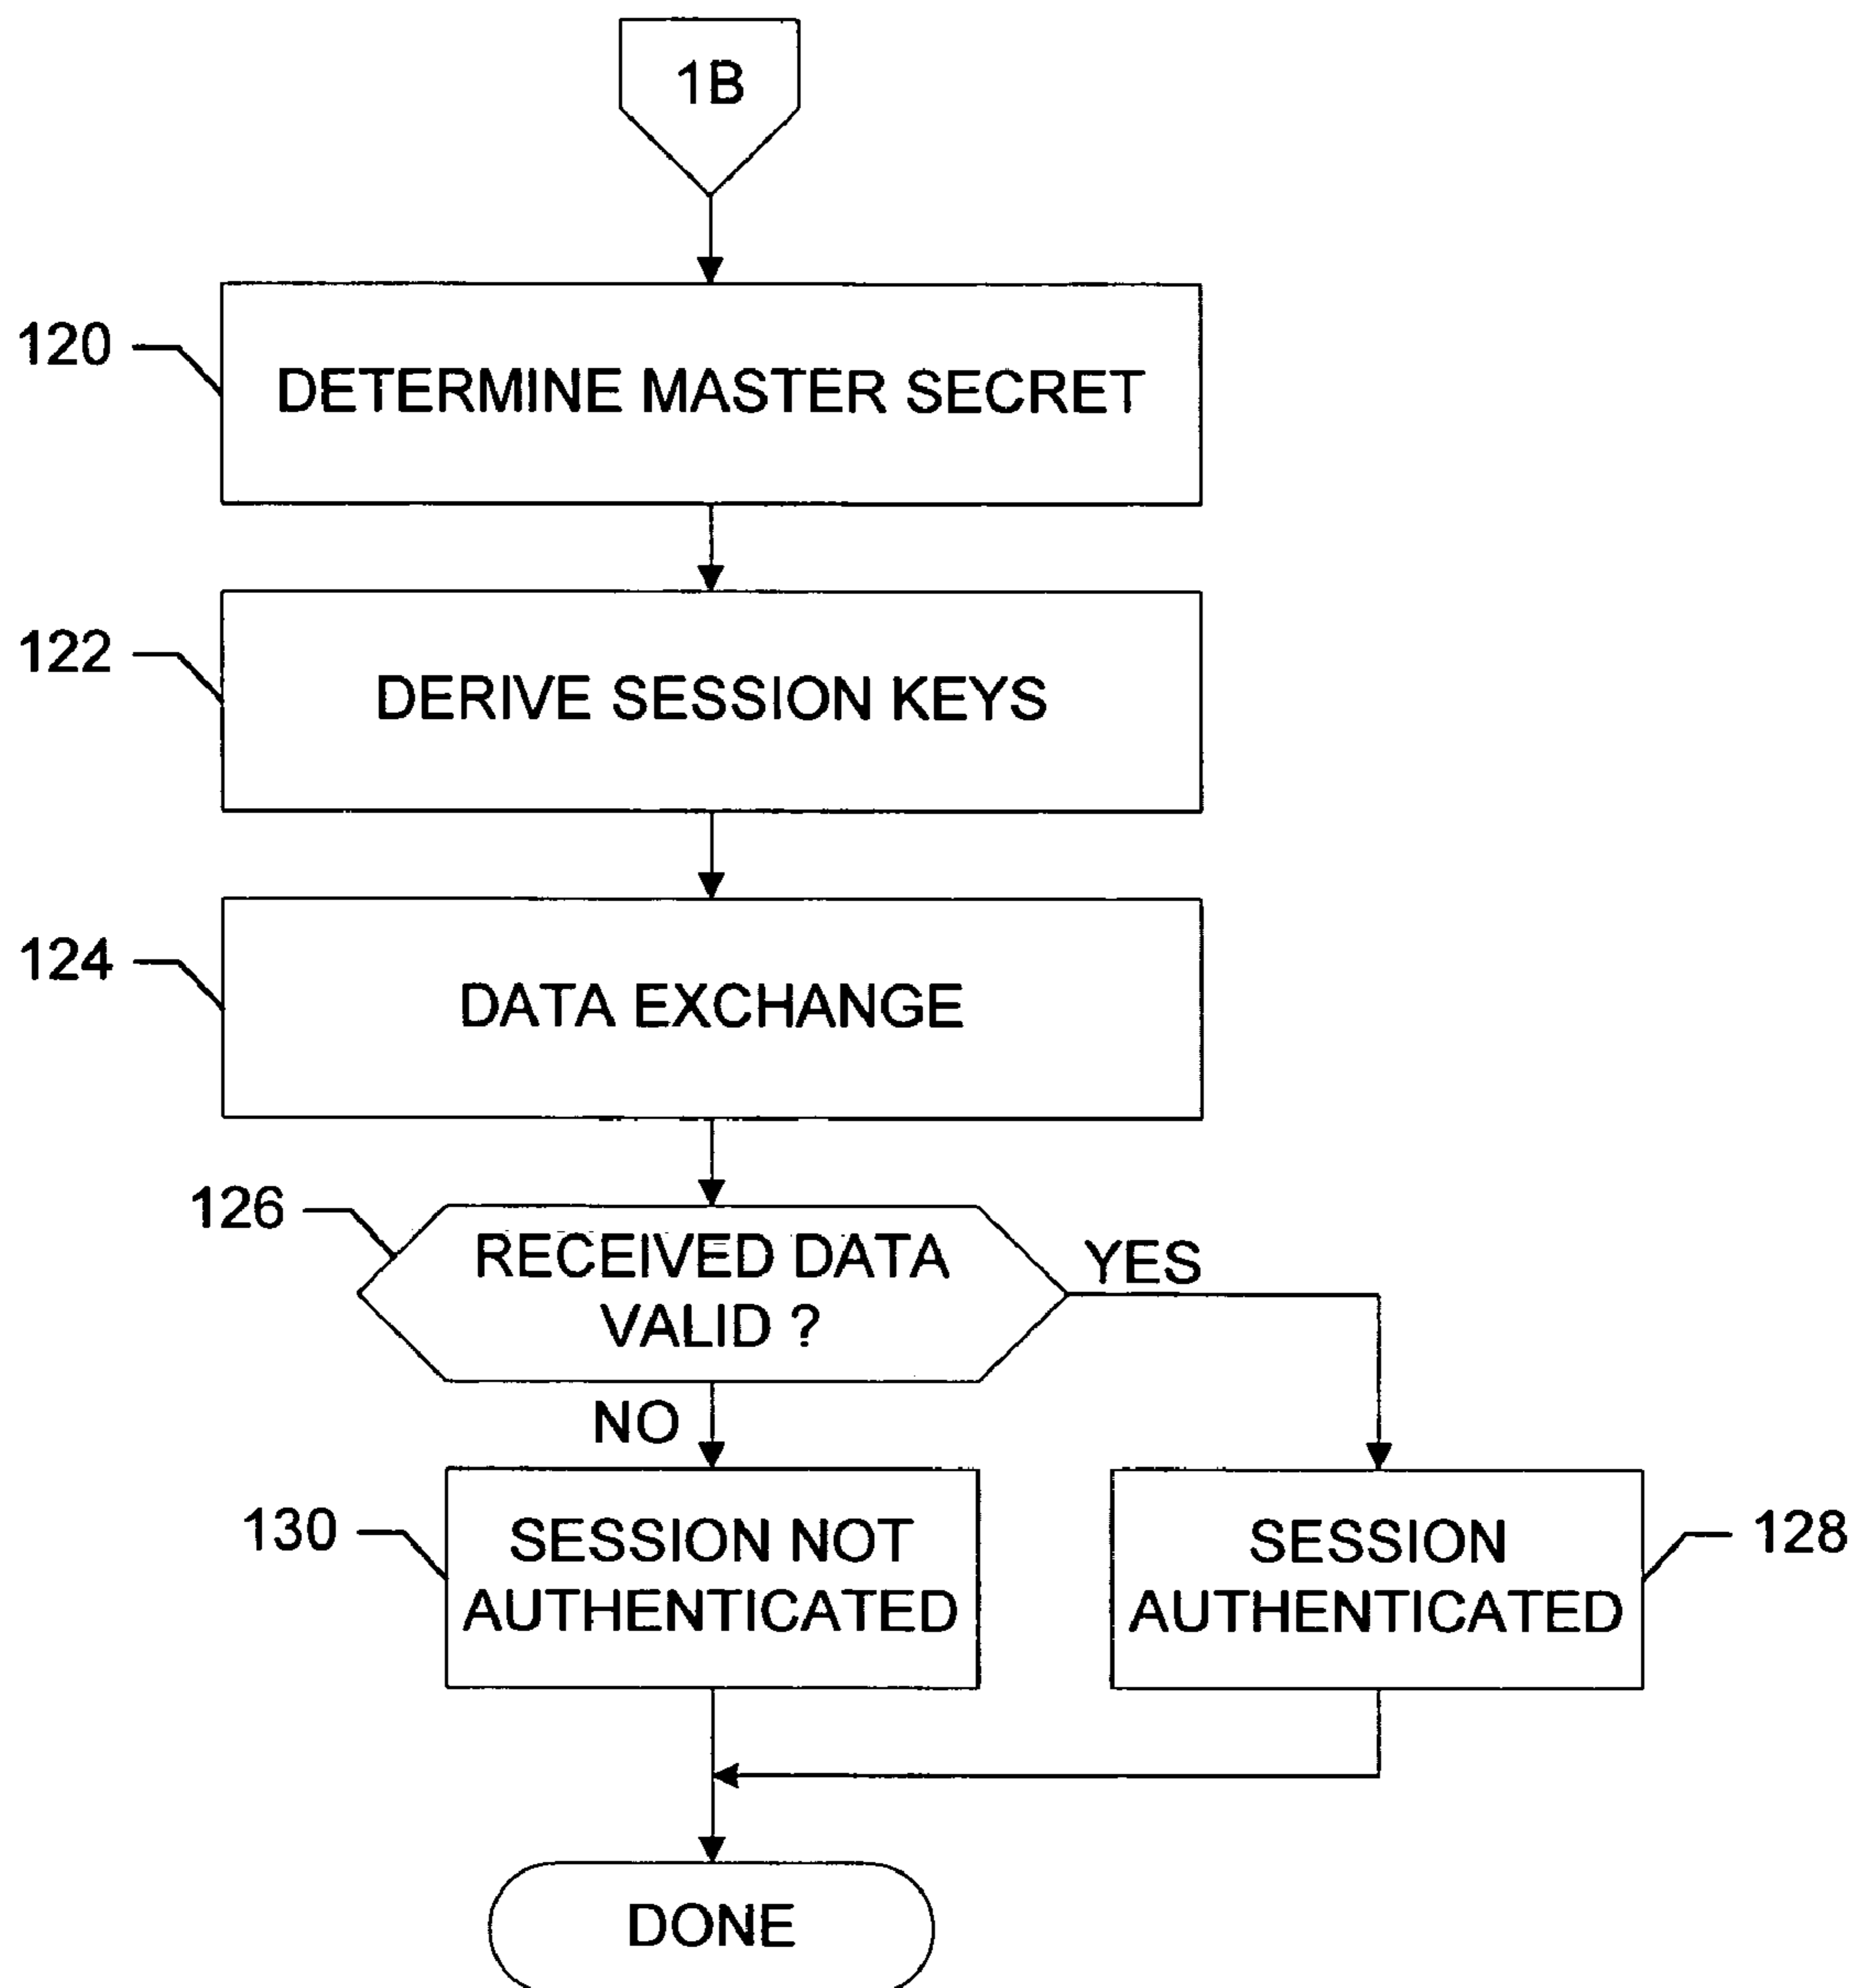 1B
120
DETERMINE MASTER SECRET
122
DERIVE SESSION KEYS
124
DATA EXCHANGE
126
RECEIVED DATA
VALID ?
YES
NO
130
SESSION NOT
AUTHENTICATED
SESSION
AUTHENTICATED
128
DONE